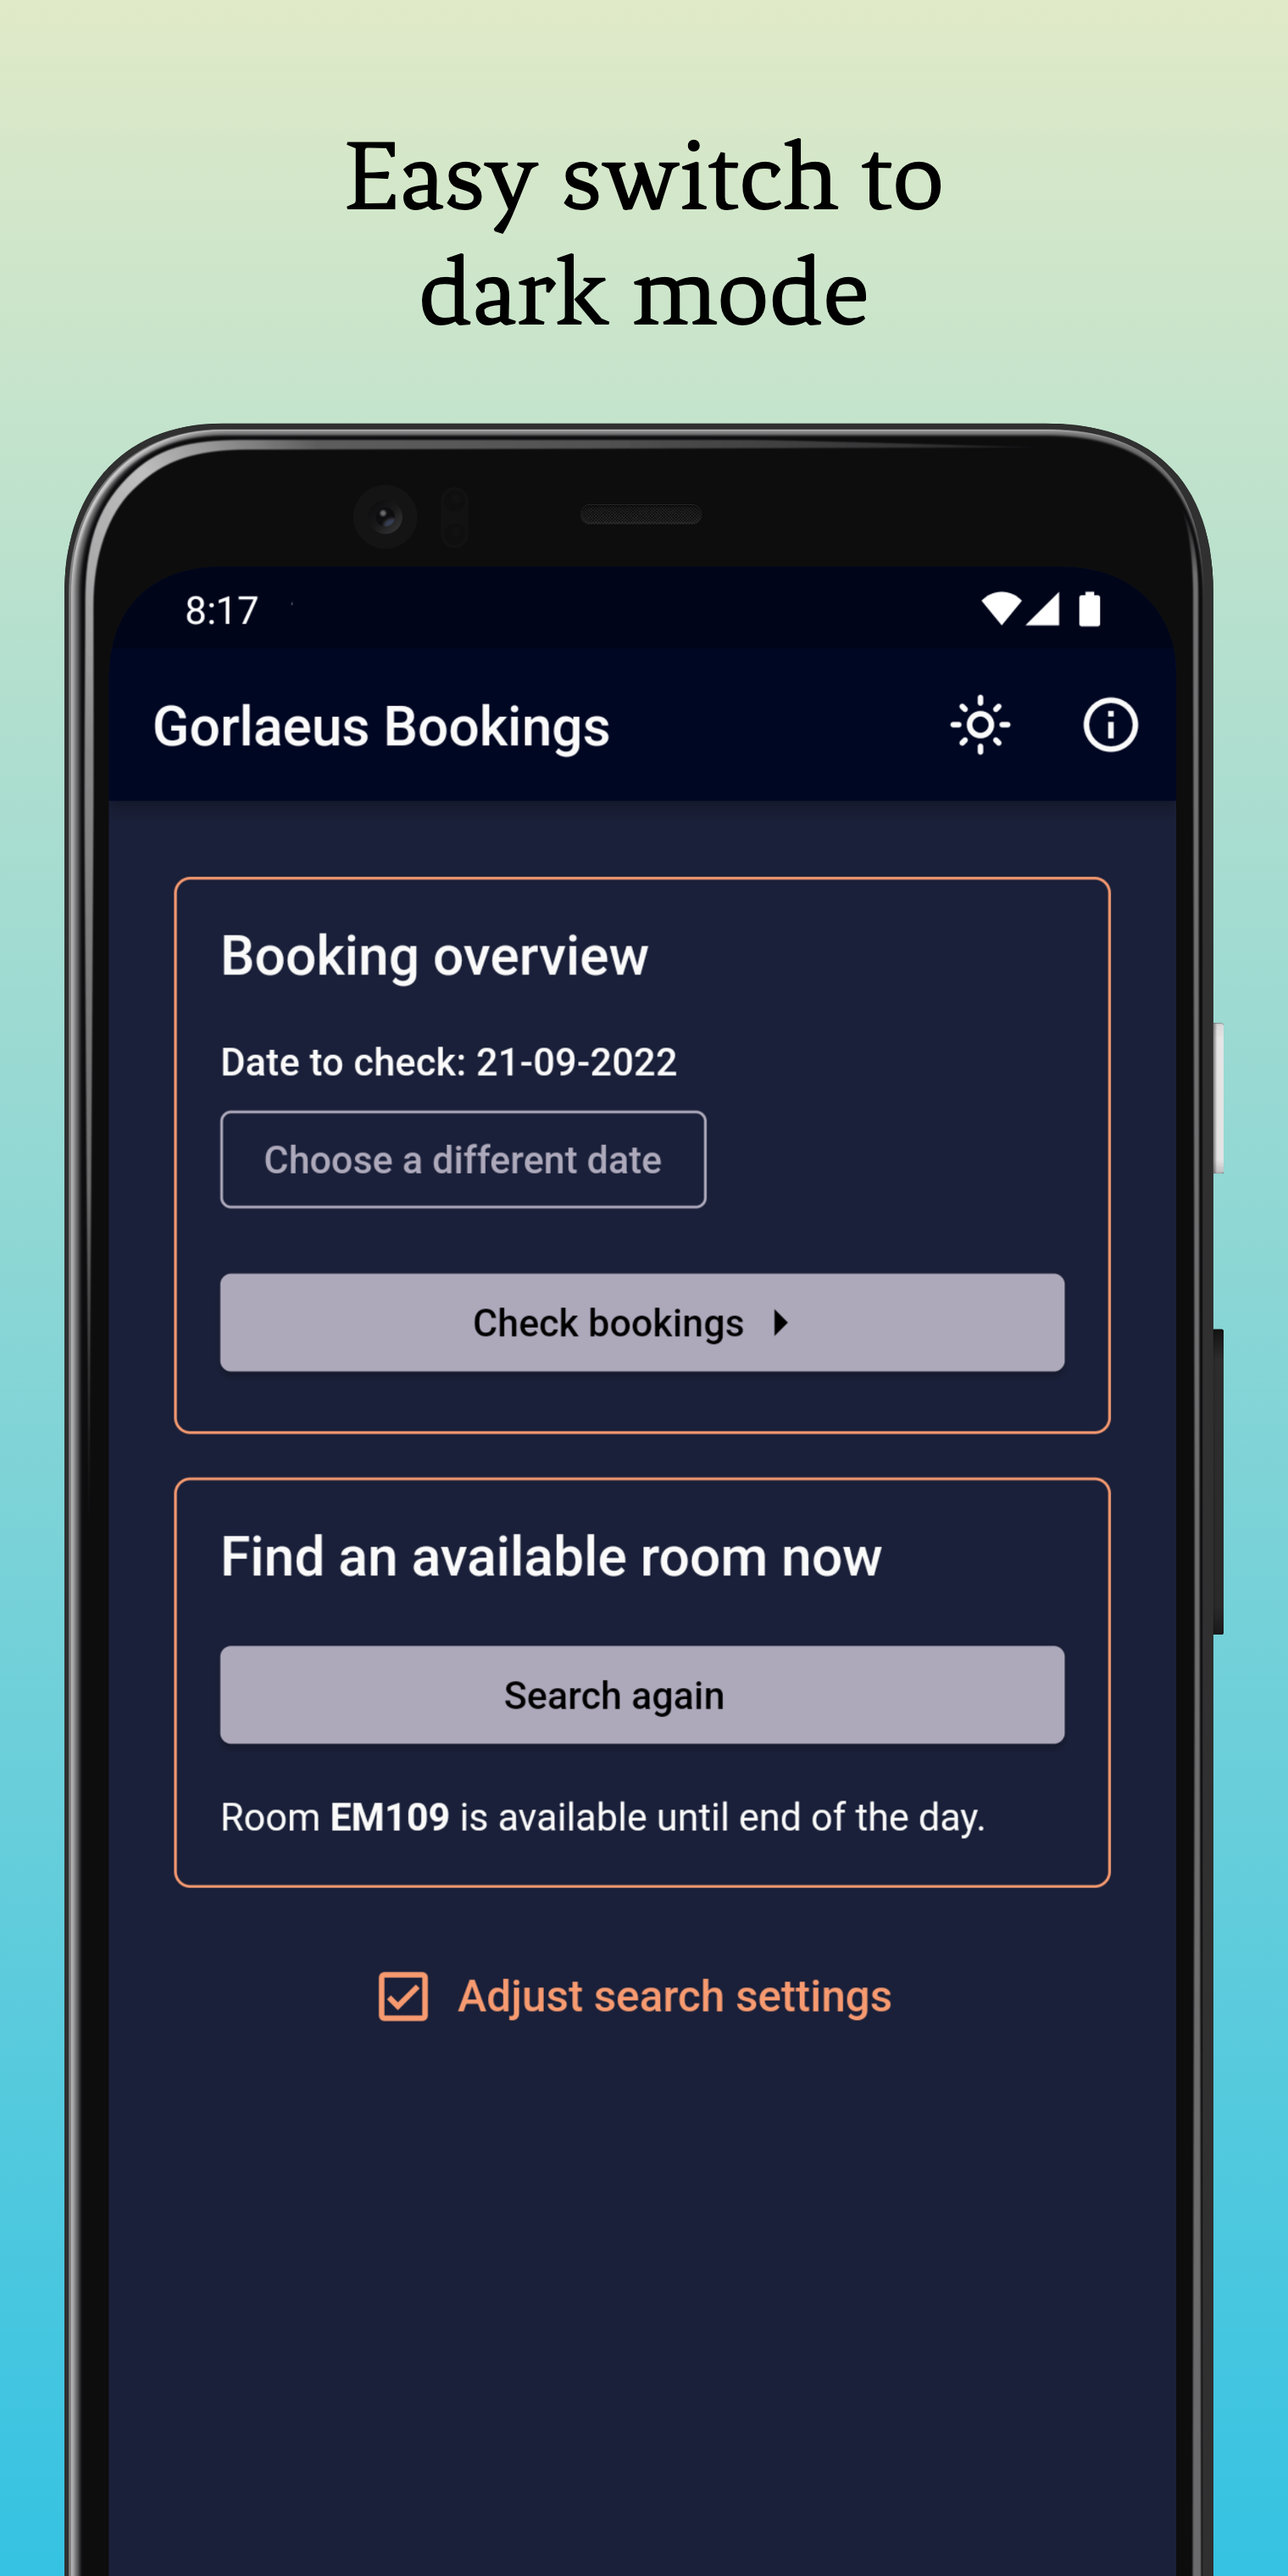 Easy switch to
dark mode
8:17
Gorlaeus Bookings
Booking overview
Date to check: 21-09-2022
Choose a different date
Check bookings
Find an available room now
Search again
Room EM109 is available until end of the day.
Adjust search settings